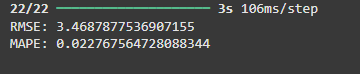 22/22 ━━━━━━━━━━━━━━━━━━━━ 3s 106ms/step
RMSE: 3.4687877536907155
MAPE: 0.022767564728088344